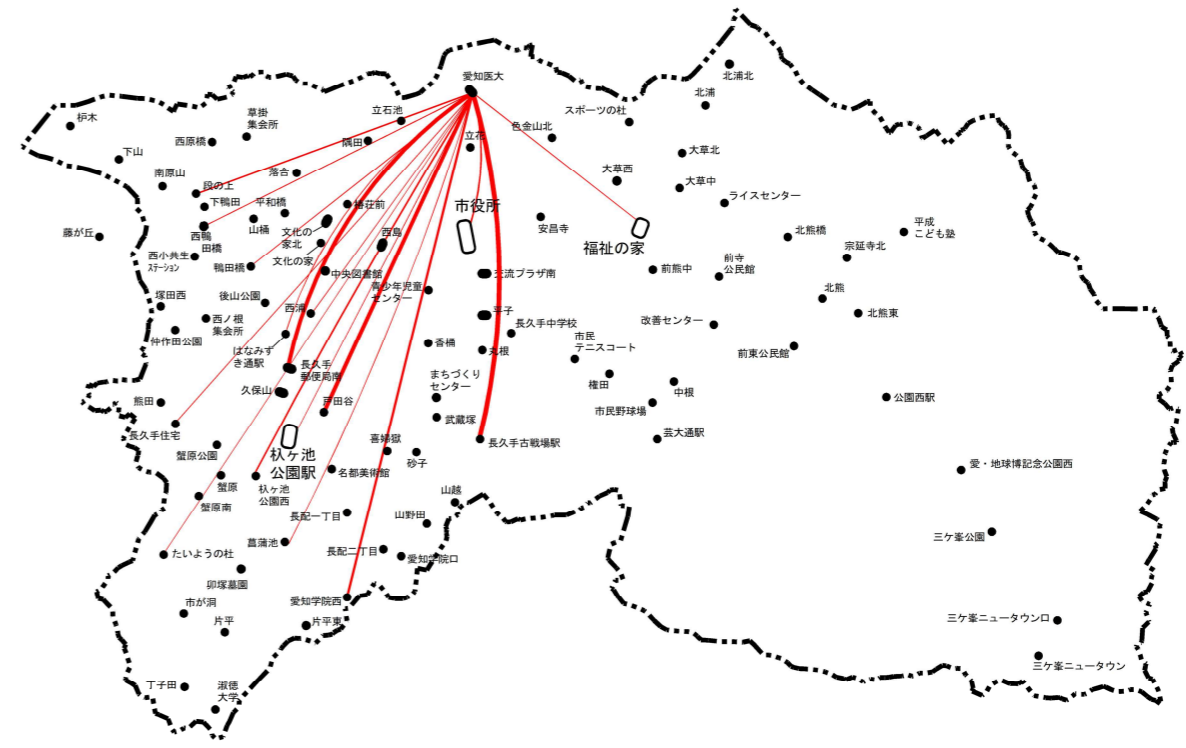 北浦北
愛知医大
北浦
スポーツの杜
立石池
枦木
草掛
集会所
色金山北
立花
西原橋
隅田
下山
大草北
大草西
大草中
南原山
落合
段の上
ライスセンター
下鴨田
平和橋
椿荘前
市役所
平成
こども塾
藤が丘
西鴨
田橋
山桶
文化の
家北
西島
安昌寺
福祉の家
北熊橋
宗延寺北
西小共生
ステーション
鴨田橋
文化の家
中央図書館
交流プラザ南
前熊中
前寺
公民館
青少年児童
センター
塚田西
後山公園
西浦
北熊
平子
北熊東
西ノ根
集会所
長久手中学校
改善センター
仲作田公園
はなみず
き通駅
香桶
丸根
市民
テニスコート
前東公民館
長久手
郵便局南
まちづくり
センター
権田
久保山
中根
熊田
戸田谷
武蔵塚
市民野球場
公園西駅
長久手住宅
喜婦嶽
長久手古戦場駅
芸大通駅
蟹原公園
杁ヶ池
公園駅
砂子
愛・地球博記念公園西
名都美術館
蟹原
杁ヶ池
公園西
山越
蟹原南
長配一丁目
山野田
三ケ峯公園
たいようの杜
菖蒲池
長配二丁目
愛知学院口
卯塚墓園
市が洞
愛知学院西
片平
片平東
三ケ峯ニュータウン口
三ケ峯ニュータウン
丁子田
淑徳
大学